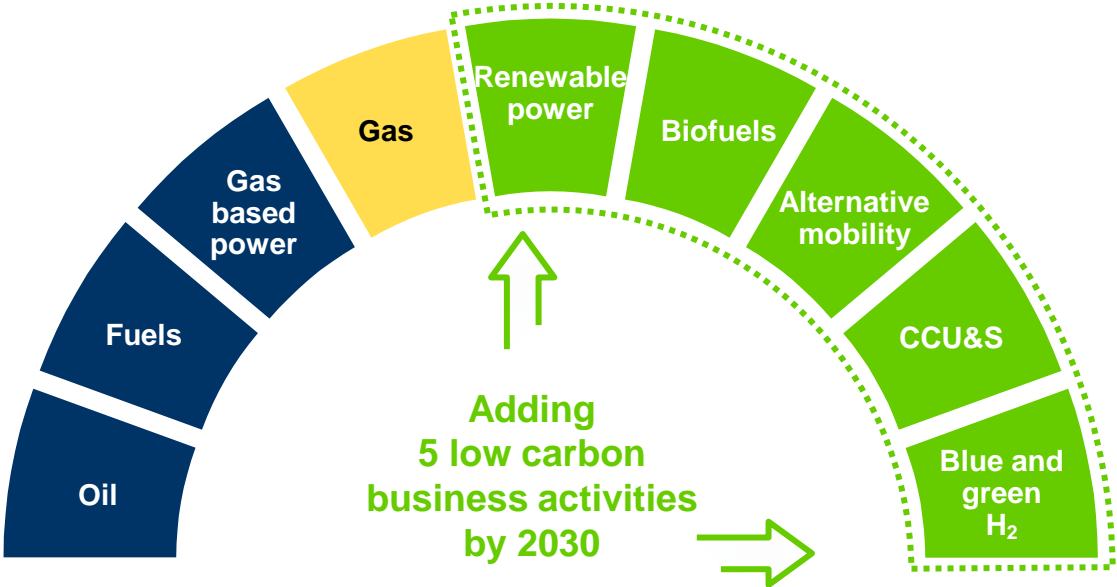 Oil
Fuels
Gas
based
power
Gas
Renewable
power
Biofuels
Alternative
mobility
CCU&S
Blue and
green
H₂
Adding
5 low carbon
business activities
by 2030